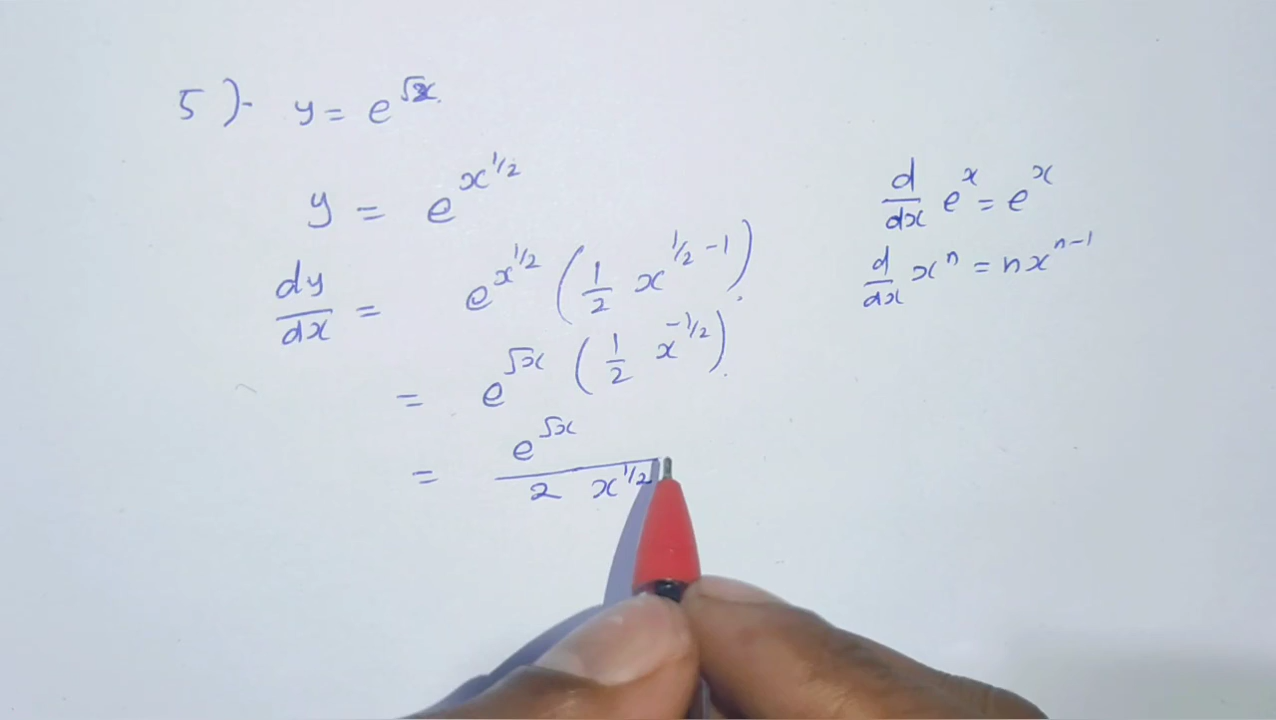 5)- y = e^√x.
y = e^x^1/2
dy/dx = e^x^1/2 (1/2 x^1/2 -1).
= e^√x (1/2 x^-1/2).
= e^√x / 2 x^1/2
d/dx e^x = e^x
d/dx x^n = nx^n-1